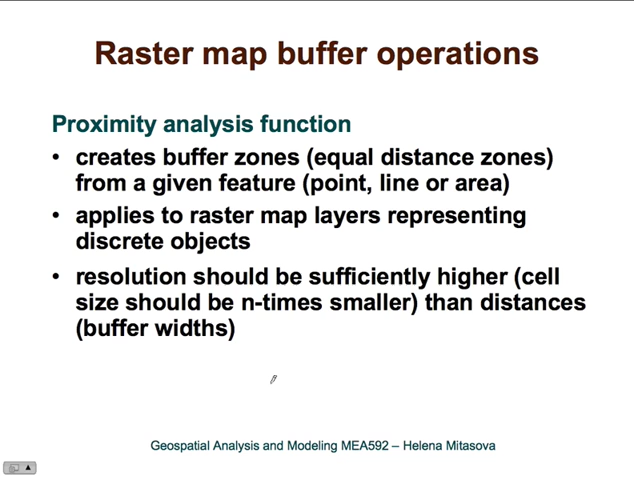 Raster map buffer operations
Proximity analysis function
• creates buffer zones (equal distance zones)
from a given feature (point, line or area)
• applies to raster map layers representing
discrete objects
• resolution should be sufficiently higher (cell
size should be n-times smaller) than distances
(buffer widths)
Geospatial Analysis and Modeling MEA592 – Helena Mitasova